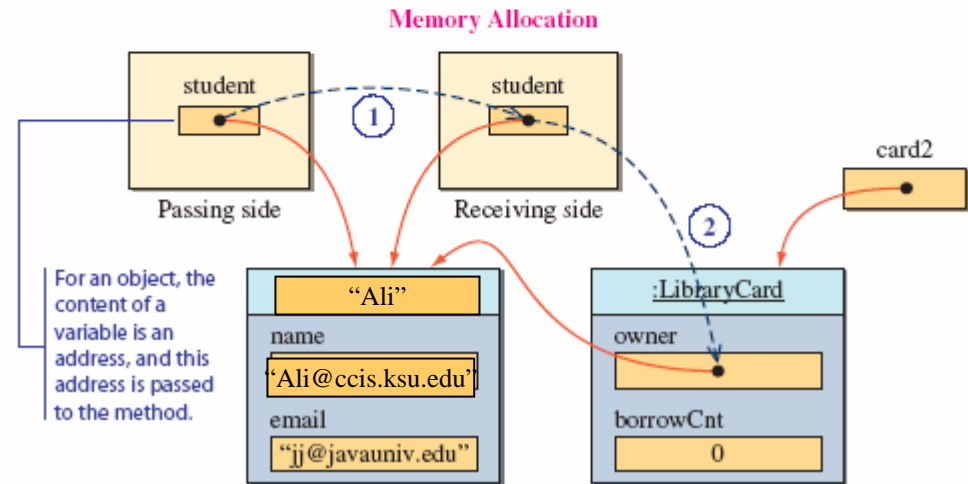 Memory Allocation
student
student
1
card2
Passing side
Receiving side
2
For an object, the
content of a
variable is an
address, and this
address is passed
to the method.
“Ali”
name
“Ali@ccis.ksu.edu”
email
“jj@javauniv.edu”
:LibraryCard
owner
borrowCnt
0